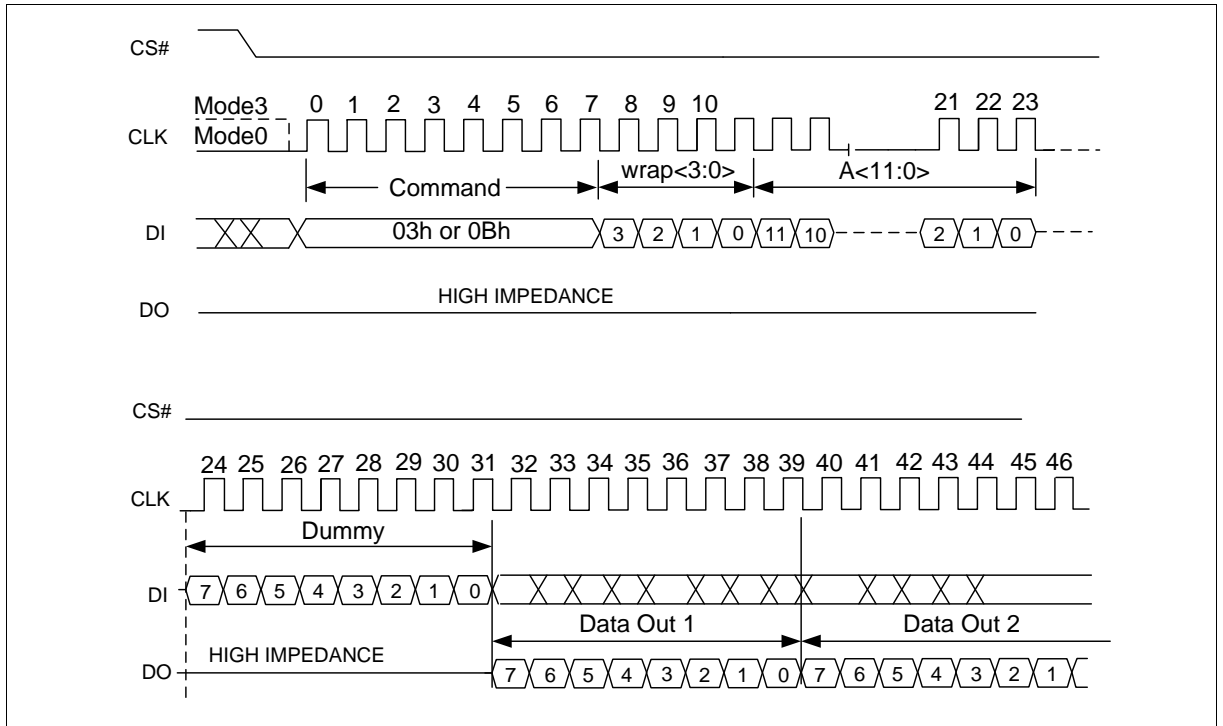 CS#
Mode3 0 1 2 3 4 5 6 7 8 9 10 21 22 23
CLK Mode0
Command wrap<3:0> A<11:0>
DI 03h or 0Bh 3 2 1 0 11 10 2 1 0
HIGH IMPEDANCE
DO
CS#
24 25 26 27 28 29 30 31 32 33 34 35 36 37 38 39 40 41 42 43 44 45 46
CLK
Dummy
DI 7 6 5 4 3 2 1 0
Data Out 1 Data Out 2
HIGH IMPEDANCE
DO 7 6 5 4 3 2 1 0 7 6 5 4 3 2 1